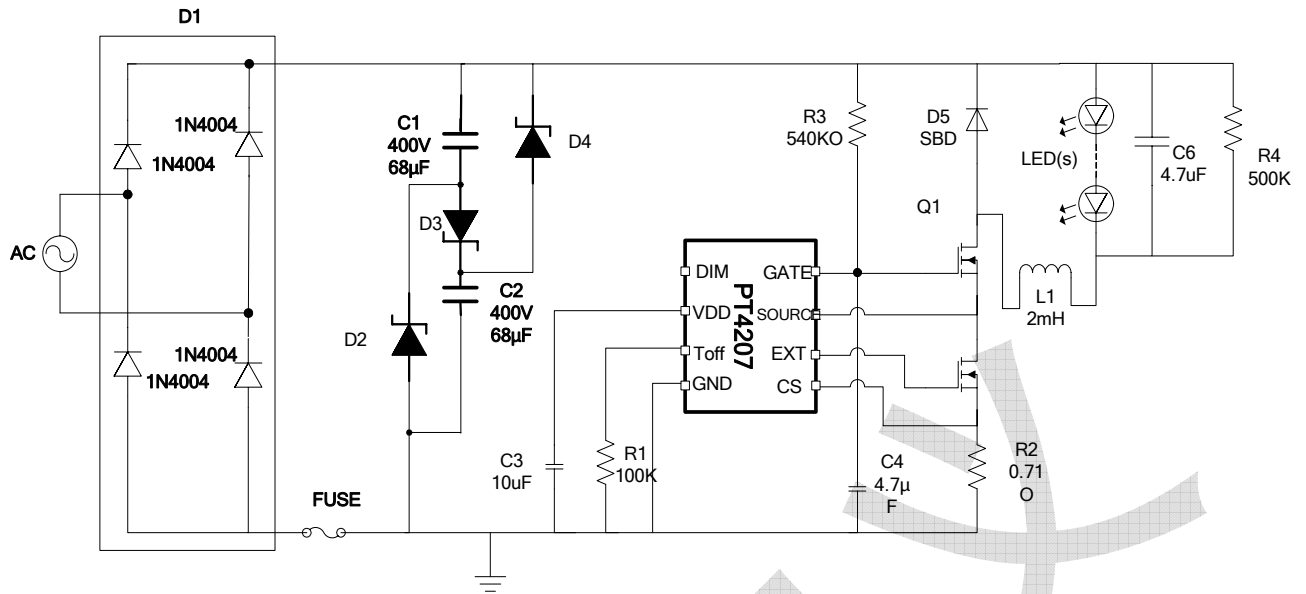 D1
1N4004
1N4004
1N4004
1N4004
AC
FUSE
C1
400V
68µF
D4
D3
C2
400V
68µF
D2
C3
10uF
R1
100K
DIM
VDD
Toff
GND
PT4207
GATE
SOURC
EXT
CS
R3
540KO
D5
SBD
Q1
C4
4.7µ
F
R2
0.71
O
L1
2mH
LED(s)
C6
4.7uF
R4
500K